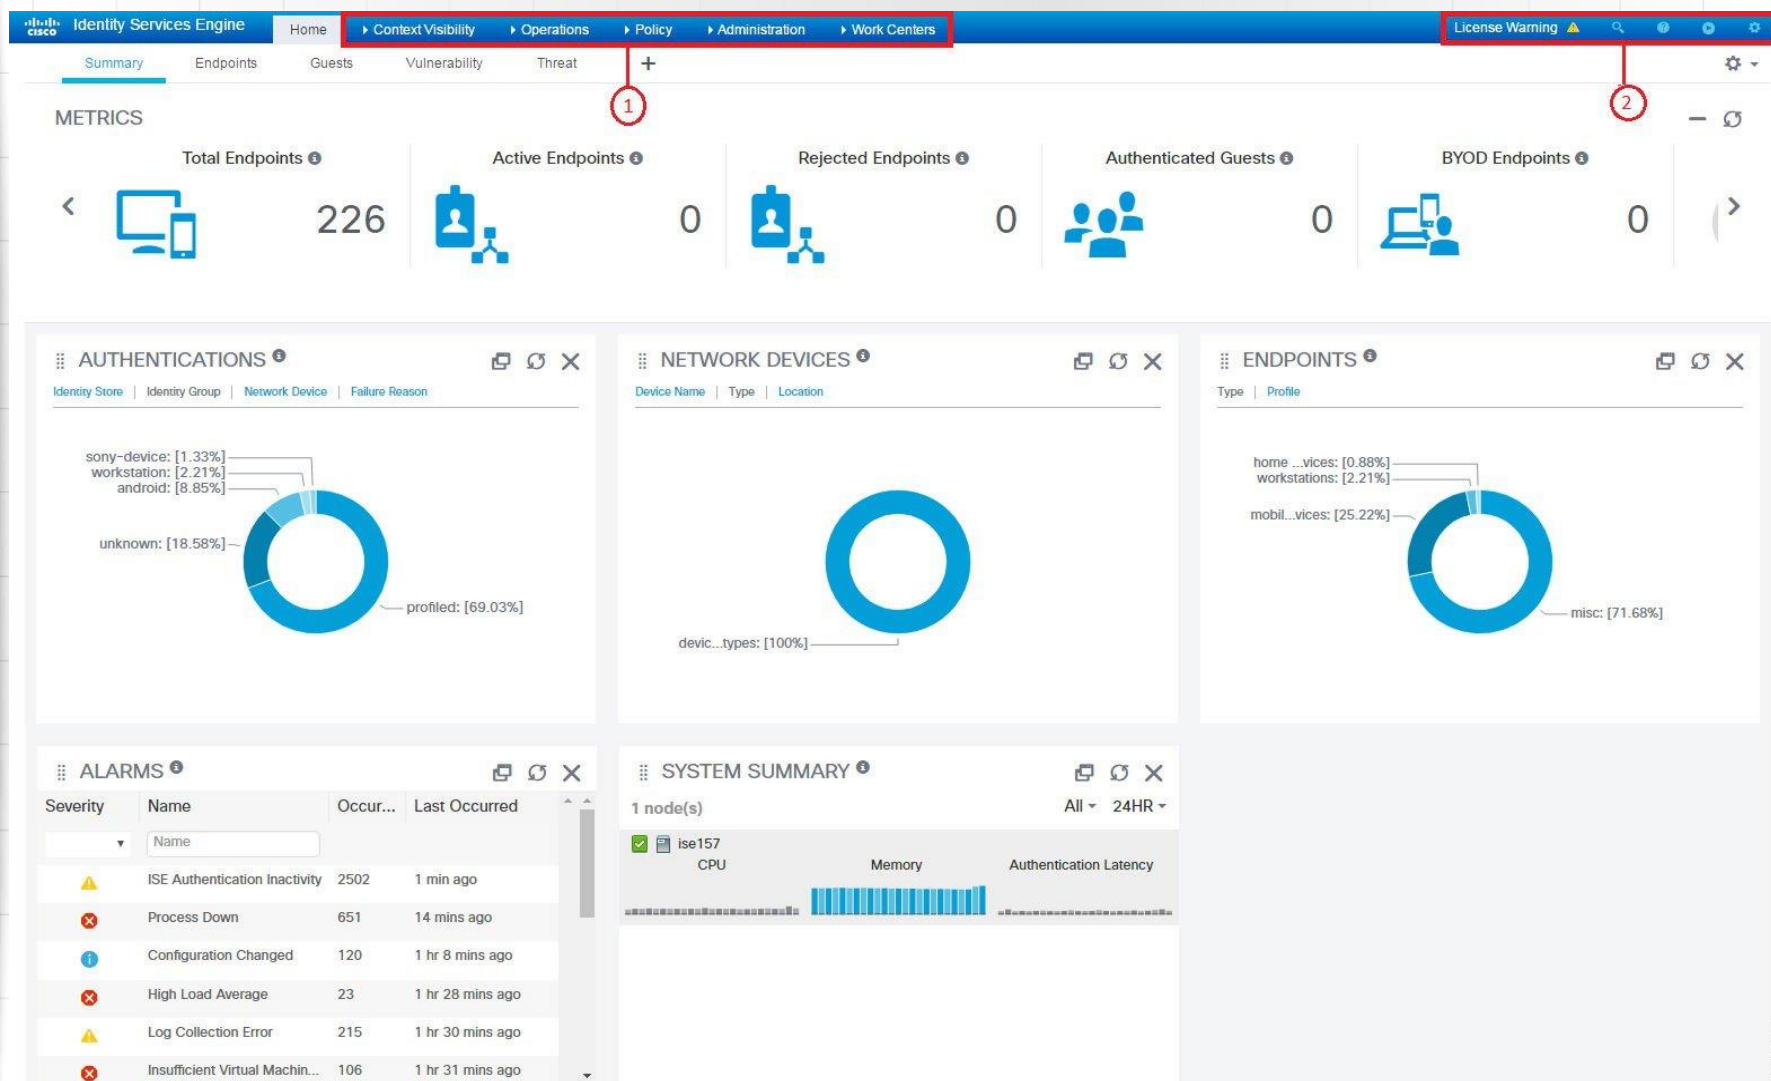 cisco Identity Services Engine Home Context Visibility Operations Policy Administration Work Centers License Warning
Summary Endpoints Guests Vulnerability Threat +
1
2
METRICS
Total Endpoints
226
Active Endpoints
0
Rejected Endpoints
0
Authenticated Guests
0
BYOD Endpoints
0
AUTHENTICATIONS
Identity Store | Identity Group | Network Device | Failure Reason
sony-device: [1.33%]
workstation: [2.21%]
android: [8.85%]
unknown: [18.58%]
profiled: [69.03%]
NETWORK DEVICES
Device Name | Type | Location
devic...types: [100%]
ENDPOINTS
Type | Profile
home ...vices: [0.88%]
workstations: [2.21%]
mobil...vices: [25.22%]
misc: [71.68%]
ALARMS
Severity Name Occur... Last Occurred
Name
ISE Authentication Inactivity 2502 1 min ago
Process Down 651 14 mins ago
Configuration Changed 120 1 hr 8 mins ago
High Load Average 23 1 hr 28 mins ago
Log Collection Error 215 1 hr 30 mins ago
Insufficient Virtual Machin... 106 1 hr 31 mins ago
SYSTEM SUMMARY
1 node(s) All 24HR
ise157
CPU Memory Authentication Latency